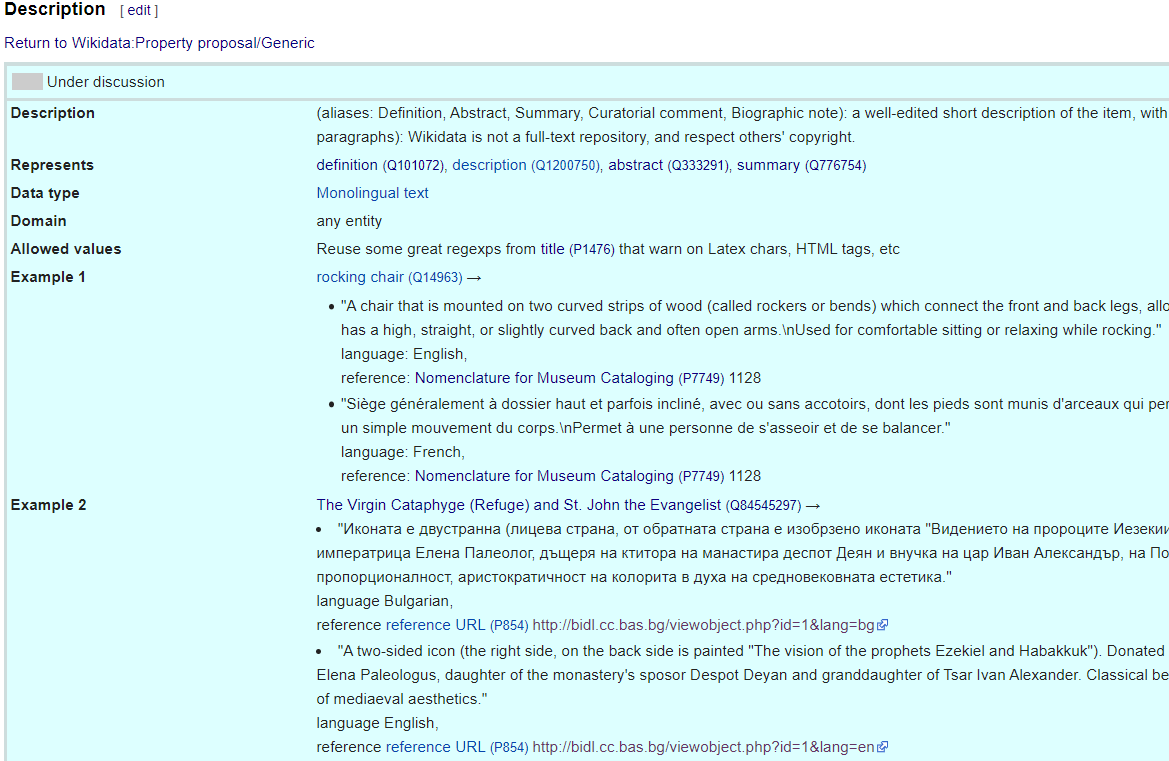 Description [ edit ]
Return to Wikidata:Property proposal/Generic
Under discussion
Description (aliases: Definition, Abstract, Summary, Curatorial comment, Biographic note): a well-edited short description of the item, with
paragraphs): Wikidata is not a full-text repository, and respect others' copyright.
Represents definition (Q101072), description (Q1200750), abstract (Q333291), summary (Q776754)
Data type Monolingual text
Domain any entity
Allowed values Reuse some great regexps from title (P1476) that warn on Latex chars, HTML tags, etc
Example 1 rocking chair (Q14963) →
• "A chair that is mounted on two curved strips of wood (called rockers or bends) which connect the front and back legs, allo
has a high, straight, or slightly curved back and often open arms.\nUsed for comfortable sitting or relaxing while rocking."
language: English,
reference: Nomenclature for Museum Cataloging (P7749) 1128
• "Siège généralement à dossier haut et parfois incliné, avec ou sans accotoirs, dont les pieds sont munis d'arceaux qui per
un simple mouvement du corps.\nPermet à une personne de s'asseoir et de se balancer."
language: French,
reference: Nomenclature for Museum Cataloging (P7749) 1128
Example 2 The Virgin Cataphyge (Refuge) and St. John the Evangelist (Q84545297) →
• "Иконата е двустранна (лицева страна, от обратната страна е изобрзено иконата "Видението на пророците Иезекии
императрица Елена Палеолог, дъщеря на ктитора на манастира деспот Деян и внучка на цар Иван Александър, на По
пропорционалност, аристократичност на колорита в духа на средновековната естетика."
language Bulgarian,
reference reference URL (P854) http://bidl.cc.bas.bg/viewobject.php?id=1&lang=bg
• "A two-sided icon (the right side, on the back side is painted "The vision of the prophets Ezekiel and Habakkuk"). Donated
Elena Paleologus, daughter of the monastery's sposor Despot Deyan and granddaughter of Tsar Ivan Alexander. Classical be
of mediaeval aesthetics."
language English,
reference reference URL (P854) http://bidl.cc.bas.bg/viewobject.php?id=1&lang=en